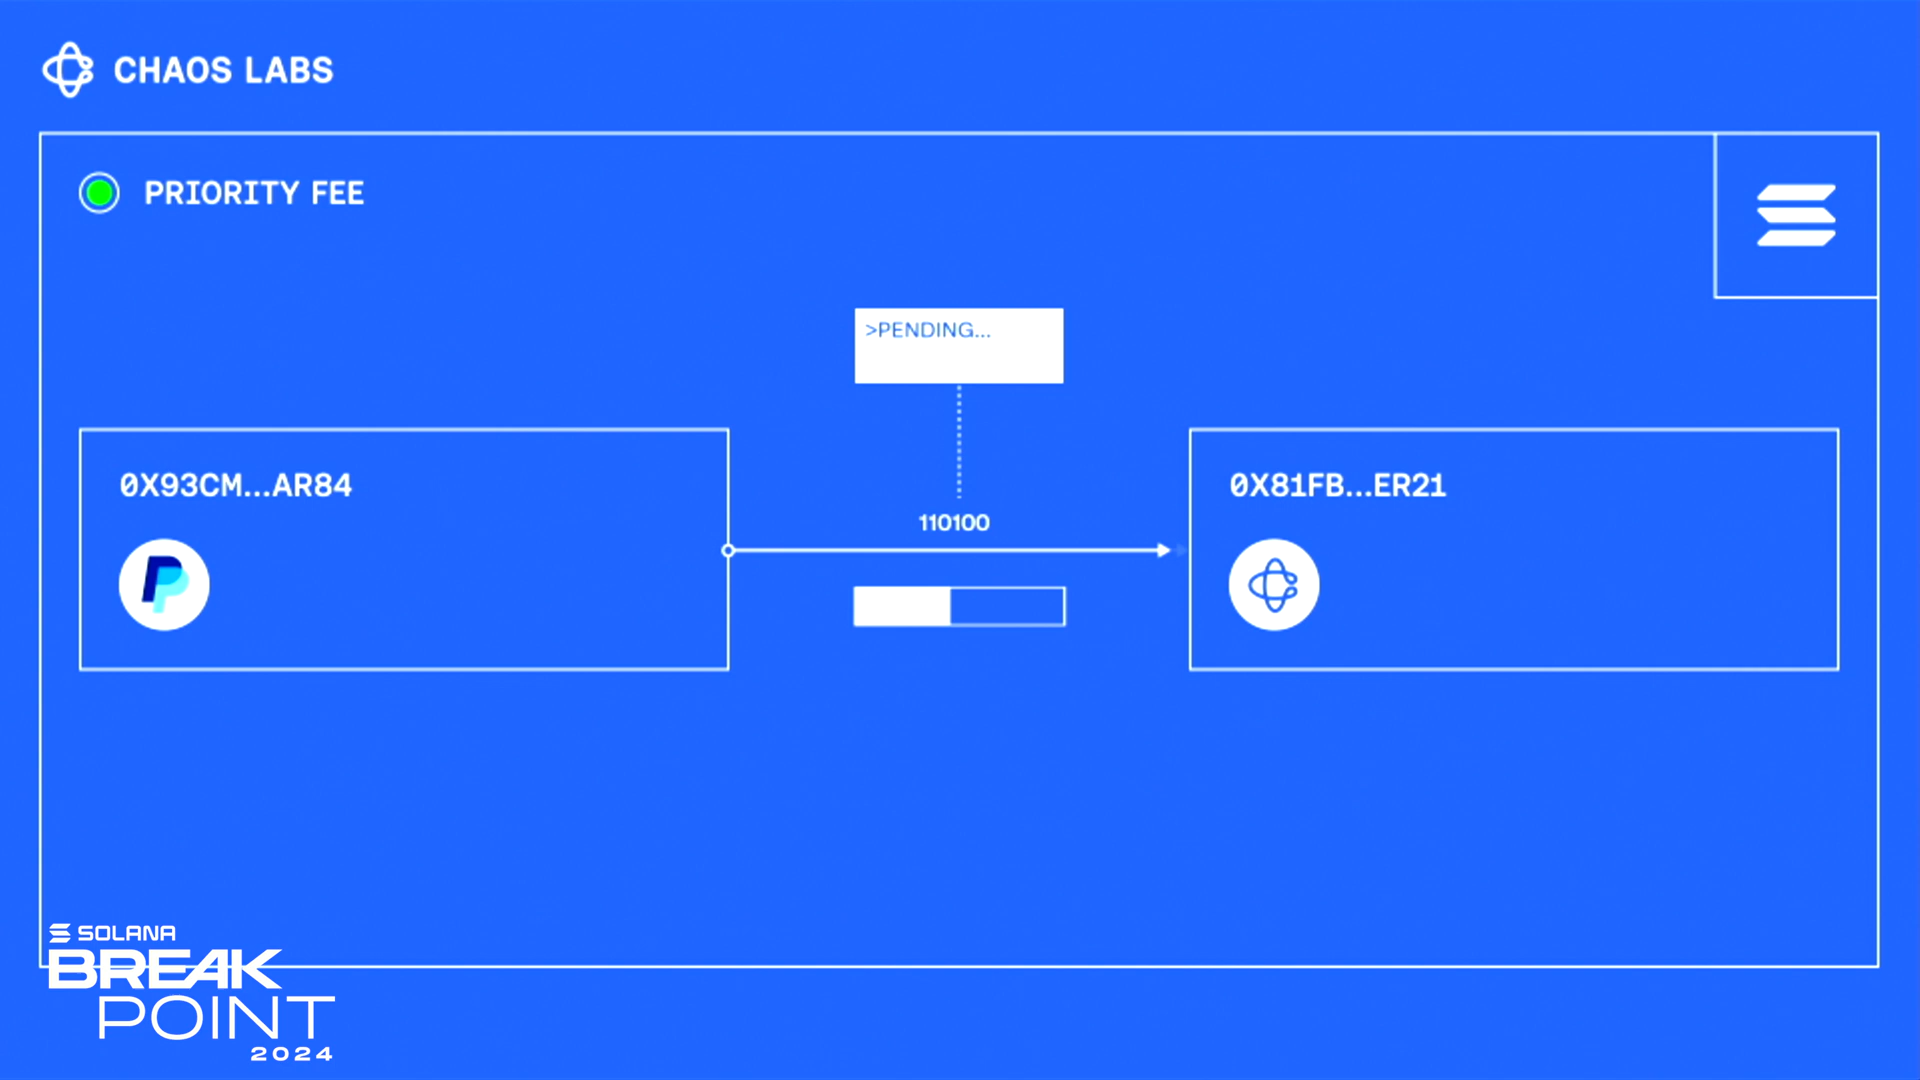 CHAOS LABS
PRIORITY FEE
>PENDING...
0X93CM...AR84
110100
0X81FB...ER21
SOLANA
BREAK
POINT
2024